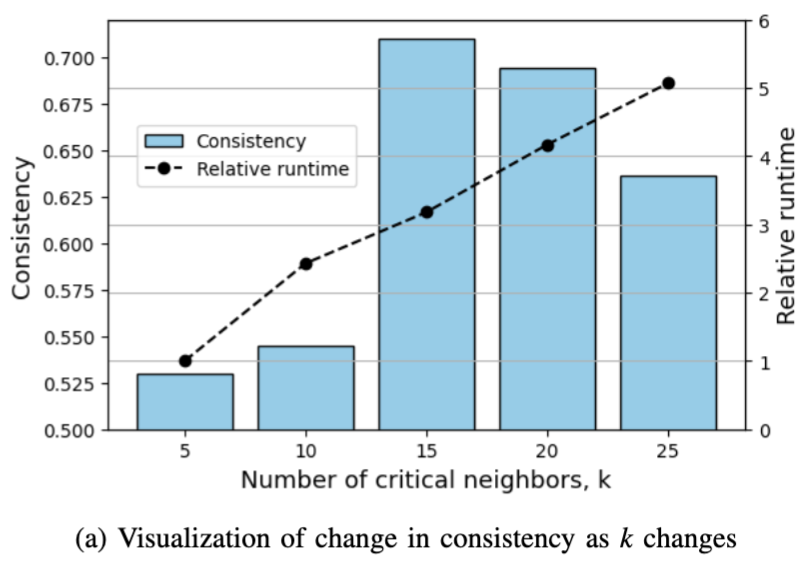 0.700
0.675
0.650
0.625
0.600
0.575
0.550
0.525
0.500
Consistency
Consistency
Relative runtime
6
5
4
3
2
1
0
Relative runtime
5 10 15 20 25
Number of critical neighbors, k
(a) Visualization of change in consistency as k changes